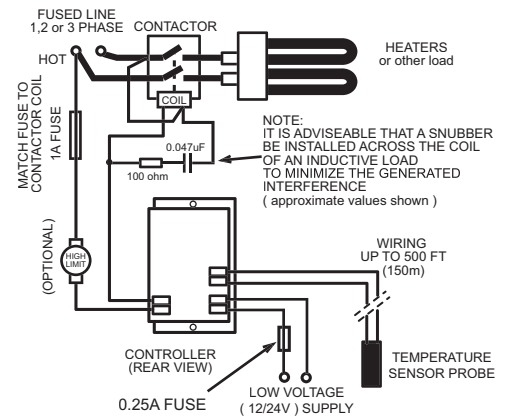 FUSED LINE
1,2 or 3 PHASE
CONTACTOR
HOT
HEATERS
or other load
COIL
MATCH FUSE TO
CONTACTOR COIL
1A FUSE
0.047uF
100 ohm
NOTE:
IT IS ADVISEABLE THAT A SNUBBER
BE INSTALLED ACROSS THE COIL
OF AN INDUCTIVE LOAD
TO MINIMIZE THE GENERATED
INTERFERENCE
( approximate values shown )
(OPTIONAL)
HIGH
LIMIT
WIRING
UP TO 500 FT
(150m)
CONTROLLER
(REAR VIEW)
0.25A FUSE
LOW VOLTAGE
( 12/24V ) SUPPLY
TEMPERATURE
SENSOR PROBE